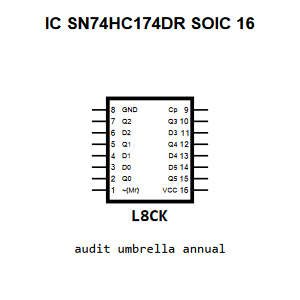 IC SN74HC174DR SOIC 16
8 GND Cp 9
7 Q2 Q3 10
6 D2 D3 11
5 Q1 Q4 12
4 D1 D4 13
3 D0 D5 14
2 Q0 Q5 15
1 ~(Mr) VCC 16
L8CK
audit umbrella annual